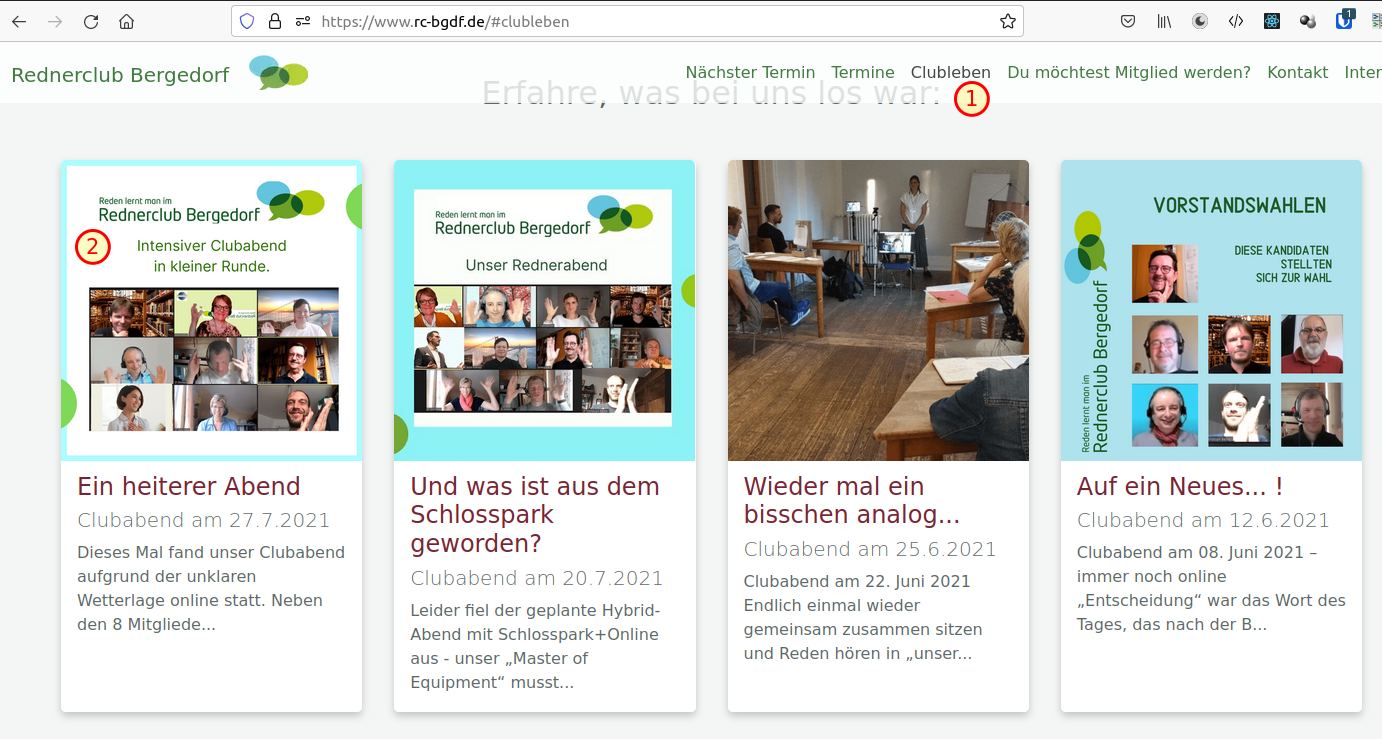 https://www.rc-bgdf.de/#clubleben
1
Rednerclub Bergedorf
Nächster Termin Termine Clubleben Du möchtest Mitglied werden? Kontakt Inter
Erfahre, was bei uns los war:
1
Reden lernt man im
Rednerclub Bergedorf
2
Intensiver Clubabend
in kleiner Runde.
Ein heiterer Abend
Clubabend am 27.7.2021
Dieses Mal fand unser Clubabend
aufgrund der unklaren
Wetterlage online statt. Neben
den 8 Mitgliede...
Reden lernt man im
Rednerclub Bergedorf
Unser Rednerabend
Und was ist aus dem
Schlosspark
geworden?
Clubabend am 20.7.2021
Leider fiel der geplante Hybrid-
Abend mit Schlosspark+Online
aus - unser „Master of
Equipment“ musst...
Wieder mal ein
bisschen analog...
Clubabend am 25.6.2021
Clubabend am 22. Juni 2021
Endlich einmal wieder
gemeinsam zusammen sitzen
und Reden hören in „unser...
VORSTANDSWAHLEN
DIESE KANDIDATEN
STELLTEN
SICH ZUR WAHL
Reden lernt man im
Rednerclub Bergedorf
Auf ein Neues... !
Clubabend am 12.6.2021
Clubabend am 08. Juni 2021 –
immer noch online
„Entscheidung“ war das Wort des
Tages, das nach der B...